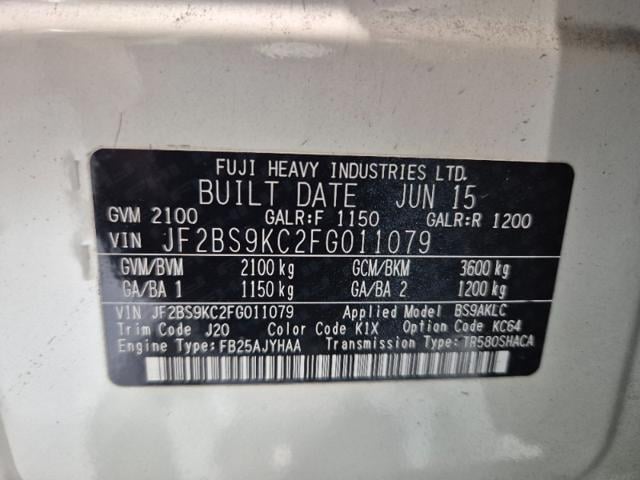 FUJI HEAVY INDUSTRIES LTD.
BUILT DATE JUN 15
GVM 2100 GALR:F 1150 GALR:R 1200
VIN JF2BS9KC2FG011079
GVM/BVM 2100 kg GCM/BKM 3600 kg
GA/BA 1 1150 kg GA/BA 2 1200 kg
VIN JF2BS9KC2FG011079 Applied Model BS9AKLC
Trim Code J20 Color Code K1X Option Code KC64
Engine Type: FB25AJYHAA Transmission Type: TR580SHACA